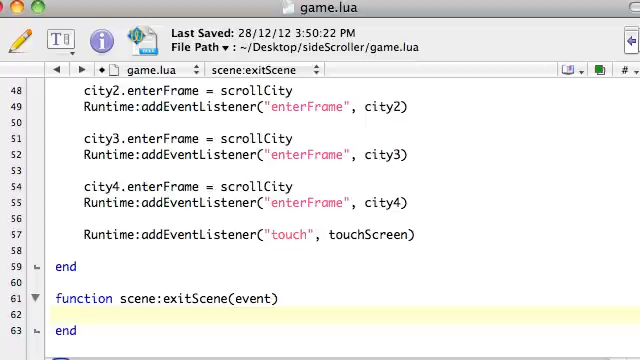 game.lua
Last Saved: 28/12/12 3:50:22 PM
File Path ▾ : ~/Desktop/sideScroller/game.lua
◆ game.lua scene:exitScene #
48 city2.enterFrame = scrollCity
49 Runtime:addEventListener("enterFrame", city2)
50
51 city3.enterFrame = scrollCity
52 Runtime:addEventListener("enterFrame", city3)
53
54 city4.enterFrame = scrollCity
55 Runtime:addEventListener("enterFrame", city4)
56
57 Runtime:addEventListener("touch", touchScreen)
58
59 end
60
61 function scene:exitScene(event)
62
63 end